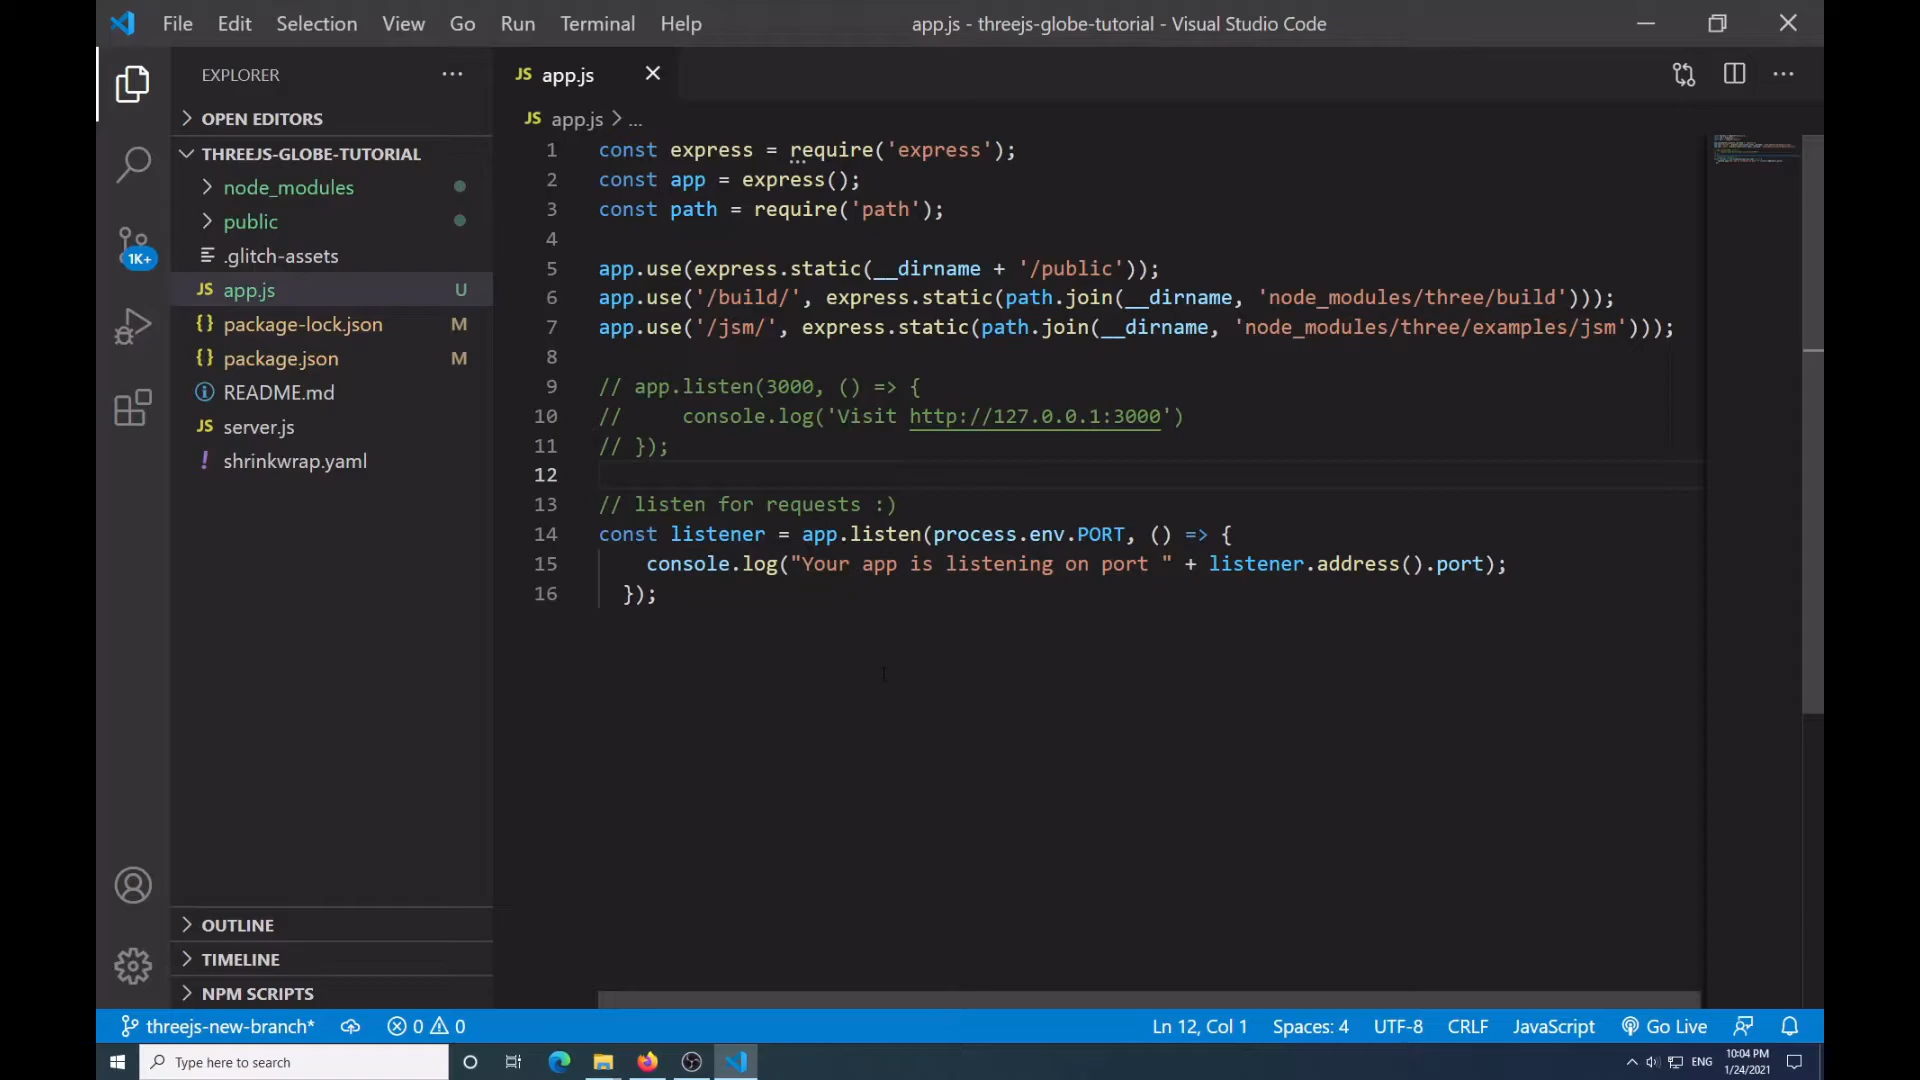 File Edit Selection View Go Run Terminal Help app.js - threejs-globe-tutorial - Visual Studio Code
EXPLORER ... JS app.js
OPEN EDITORS
JS app.js > ...
THREEJS-GLOBE-TUTORIAL
node_modules
public
.glitch-assets
JS app.js U
{} package-lock.json M
{} package.json M
README.md
JS server.js
! shrinkwrap.yaml
1K+
1 const express = require('express');
2 const app = express();
3 const path = require('path');
4
5 app.use(express.static(__dirname + '/public'));
6 app.use('/build/', express.static(path.join(__dirname, 'node_modules/three/build')));
7 app.use('/jsm/', express.static(path.join(__dirname, 'node_modules/three/examples/jsm')));
8
9 // app.listen(3000, () => {
10 //     console.log('Visit http://127.0.0.1:3000')
11 // });
12
13 // listen for requests :)
14 const listener = app.listen(process.env.PORT, () => {
15     console.log("Your app is listening on port " + listener.address().port);
16   });
OUTLINE
TIMELINE
NPM SCRIPTS
threejs-new-branch* 0 0 Ln 12, Col 1 Spaces: 4 UTF-8 CRLF JavaScript Go Live
Type here to search ENG 10:04 PM
1/24/2021